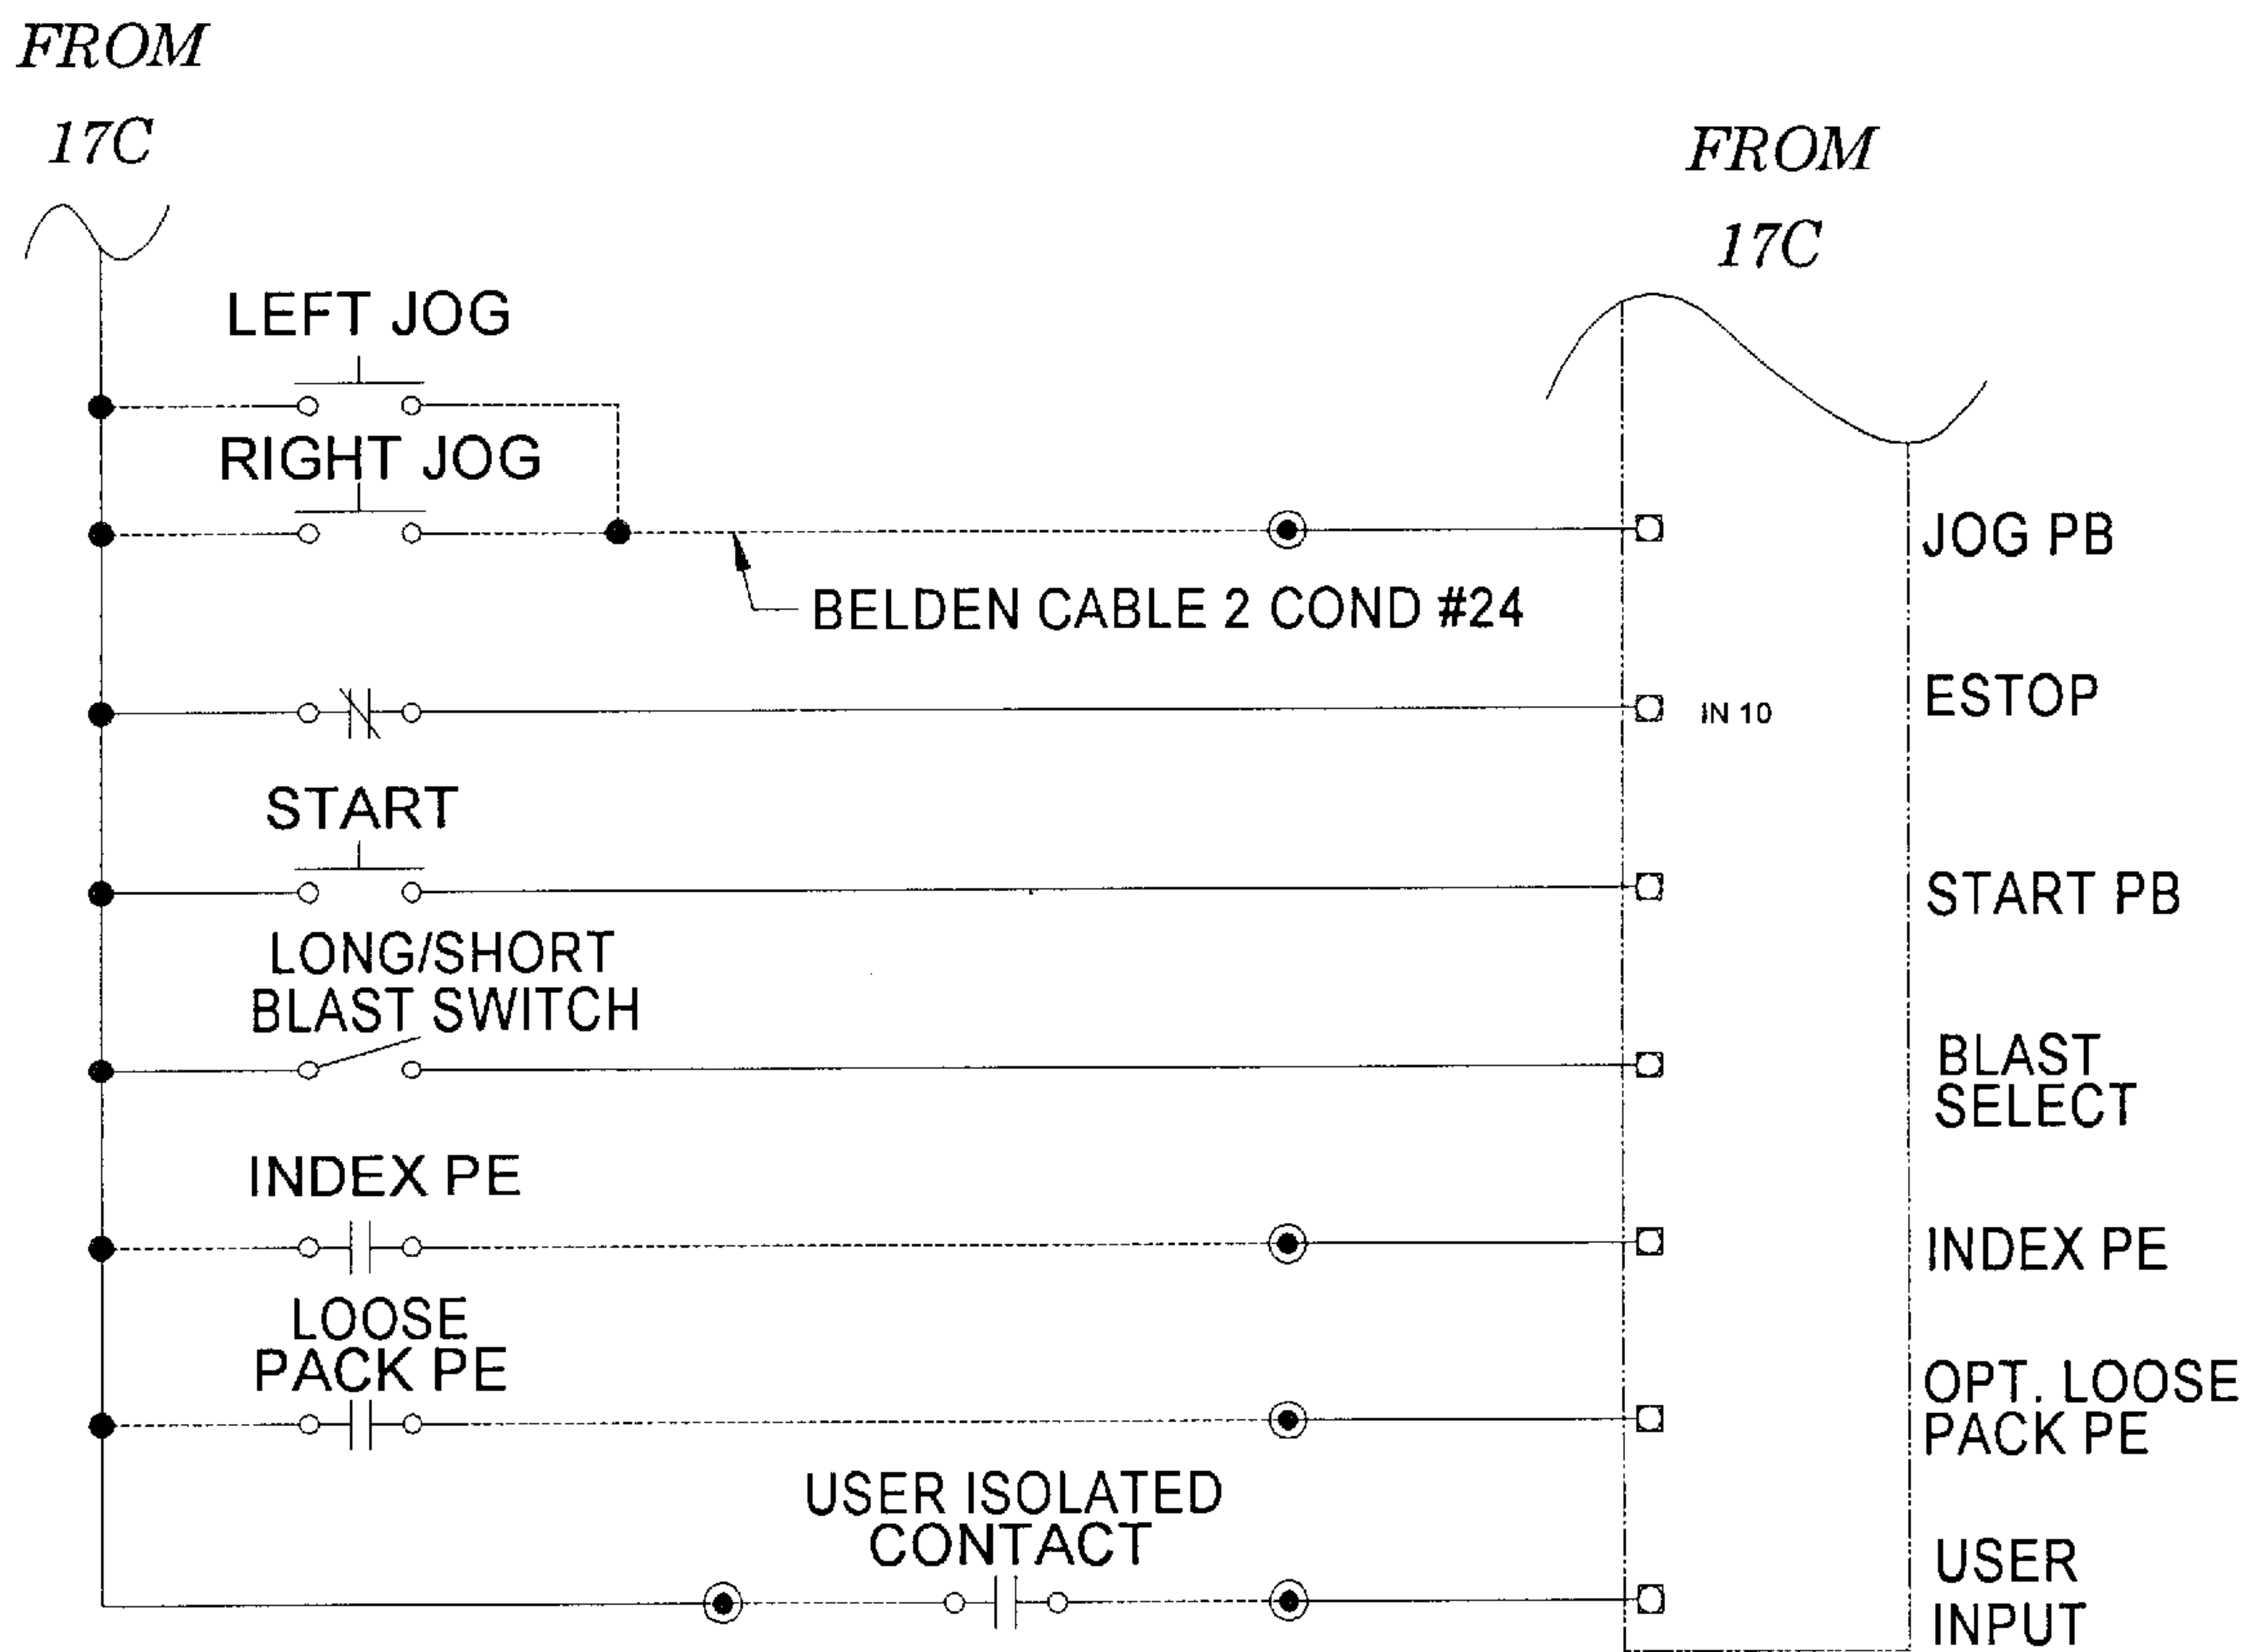 FROM
17C
FROM
17C
LEFT JOG
RIGHT JOG
JOG PB
BELDEN CABLE 2 COND #24
IN 10
ESTOP
START
START PB
LONG/SHORT
BLAST SWITCH
BLAST
SELECT
INDEX PE
INDEX PE
LOOSE
PACK PE
OPT. LOOSE
PACK PE
USER ISOLATED
CONTACT
USER
INPUT